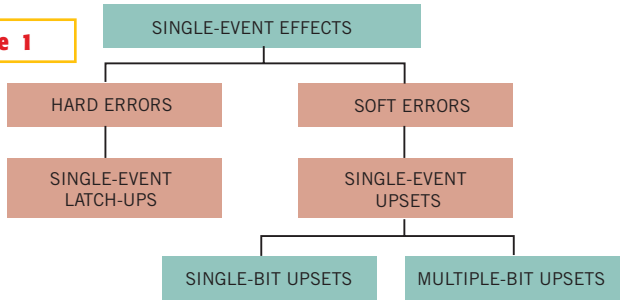 SINGLE-EVENT EFFECTS
e 1
HARD ERRORS
SOFT ERRORS
SINGLE-EVENT
LATCH-UPS
SINGLE-EVENT
UPSETS
SINGLE-BIT UPSETS
MULTIPLE-BIT UPSETS